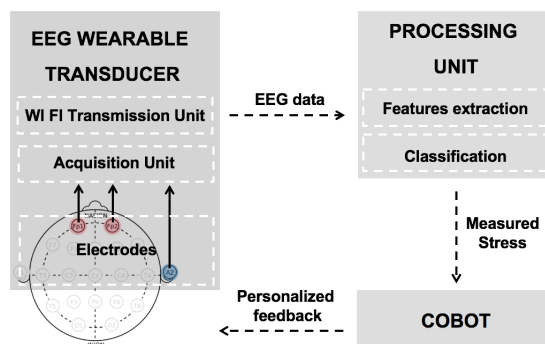 EEG WEARABLE
TRANSDUCER
WI FI Transmission Unit
Acquisition Unit
NASION
Fp1
Fp2
Electrodes
A2
EEG data
PROCESSING
UNIT
Features extraction
Classification
Measured
Stress
Personalized
feedback
COBOT